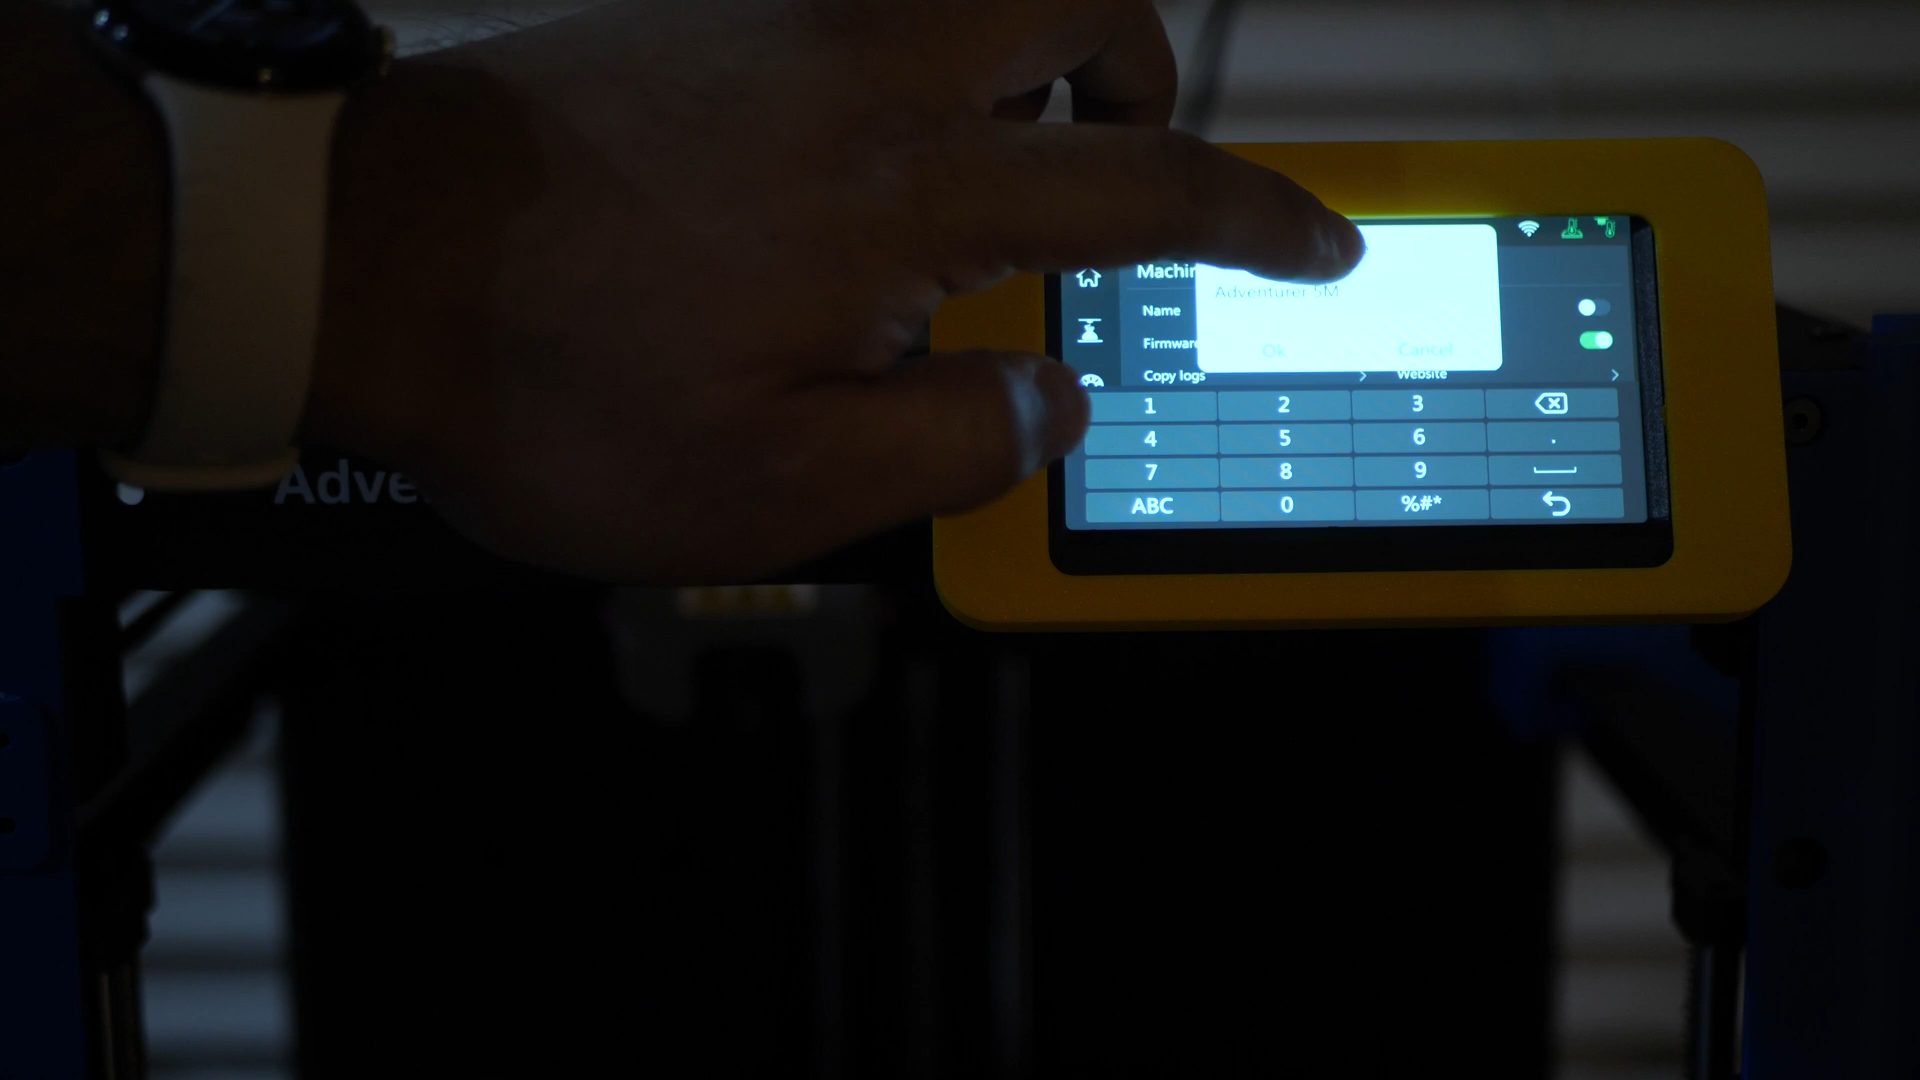 Machin
Adventurer 5M
Name
Firmware
Ok Cancel
Copy logs > Website >
1 2 3
4 5 6 .
7 8 9
ABC 0 %#*
Adve